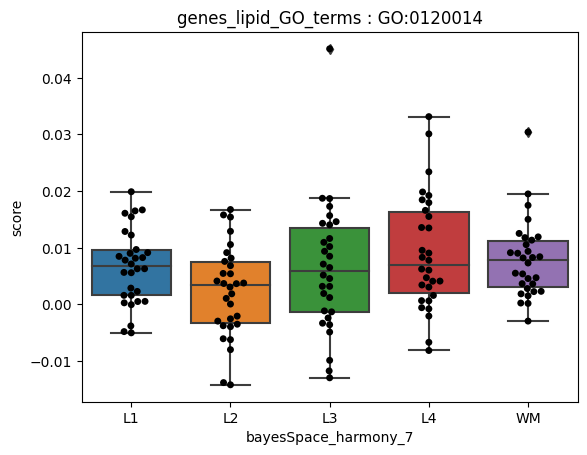 genes_lipid_GO_terms : GO:0120014
score
0.04
0.03
0.02
0.01
0.00
−0.01
L1 L2 L3 L4 WM
bayesSpace_harmony_7